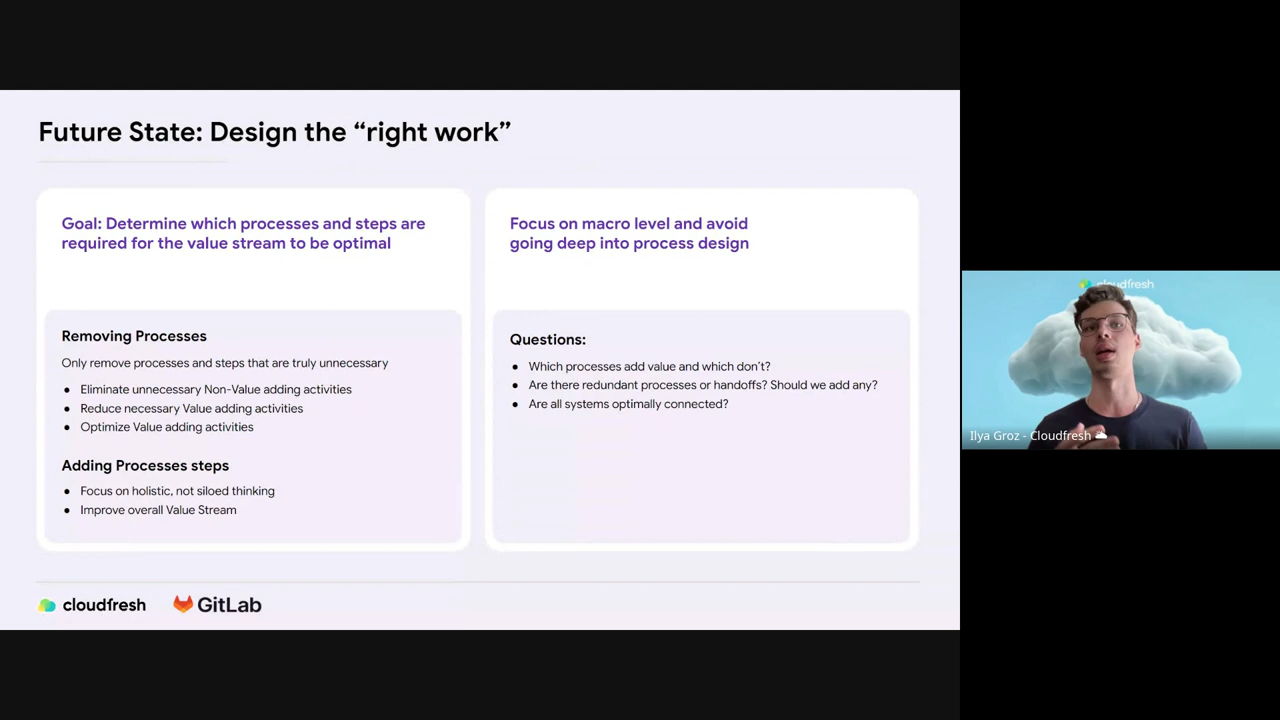 Future State: Design the “right work”
Goal: Determine which processes and steps are
required for the value stream to be optimal
Removing Processes
Only remove processes and steps that are truly unnecessary
● Eliminate unnecessary Non-Value adding activities
● Reduce necessary Value adding activities
● Optimize Value adding activities
Adding Processes steps
● Focus on holistic, not siloed thinking
● Improve overall Value Stream
Focus on macro level and avoid
going deep into process design
Questions:
● Which processes add value and which don’t?
● Are there redundant processes or handoffs? Should we add any?
● Are all systems optimally connected?
cloudfresh
GitLab
cloudfresh
Ilya Groz - Cloudfresh